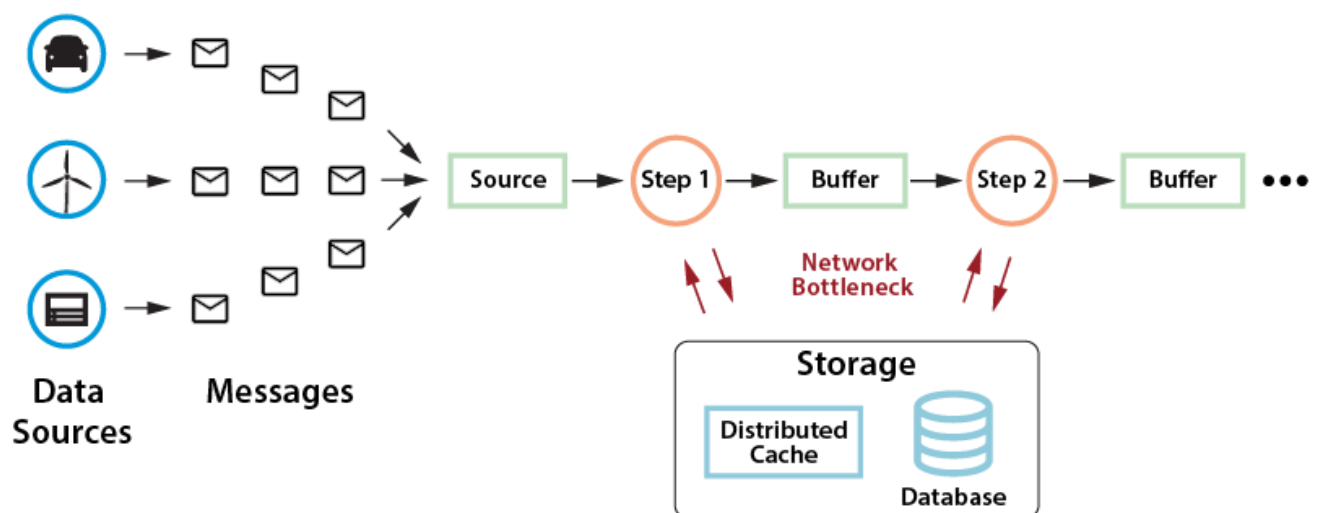 Source
Step 1
Buffer
Step 2
Buffer
Network
Bottleneck
Storage
Distributed
Cache
Database
Data
Sources
Messages